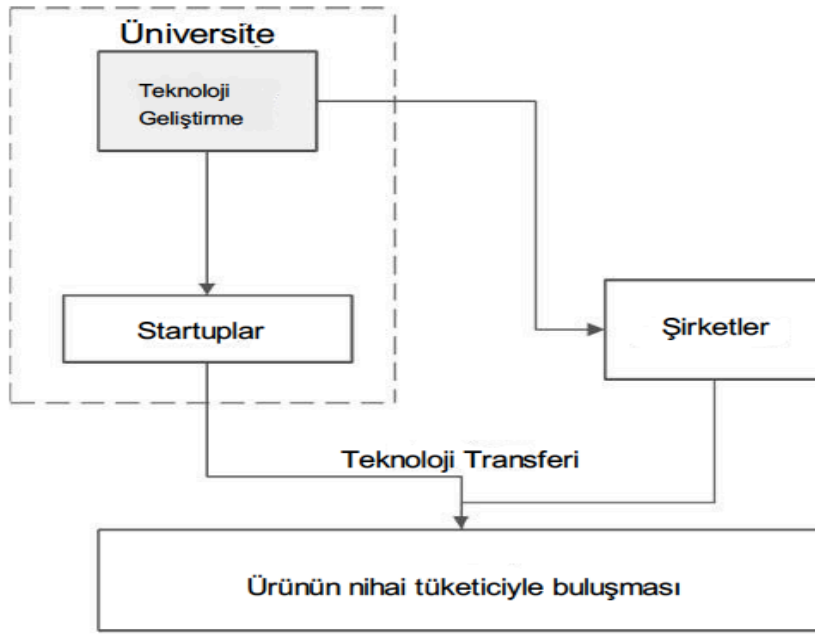 Üniversite
Teknoloji
Geliştirme
Startuplar
Şirketler
Teknoloji Transferi
Ürünün nihai tüketiciyle buluşması